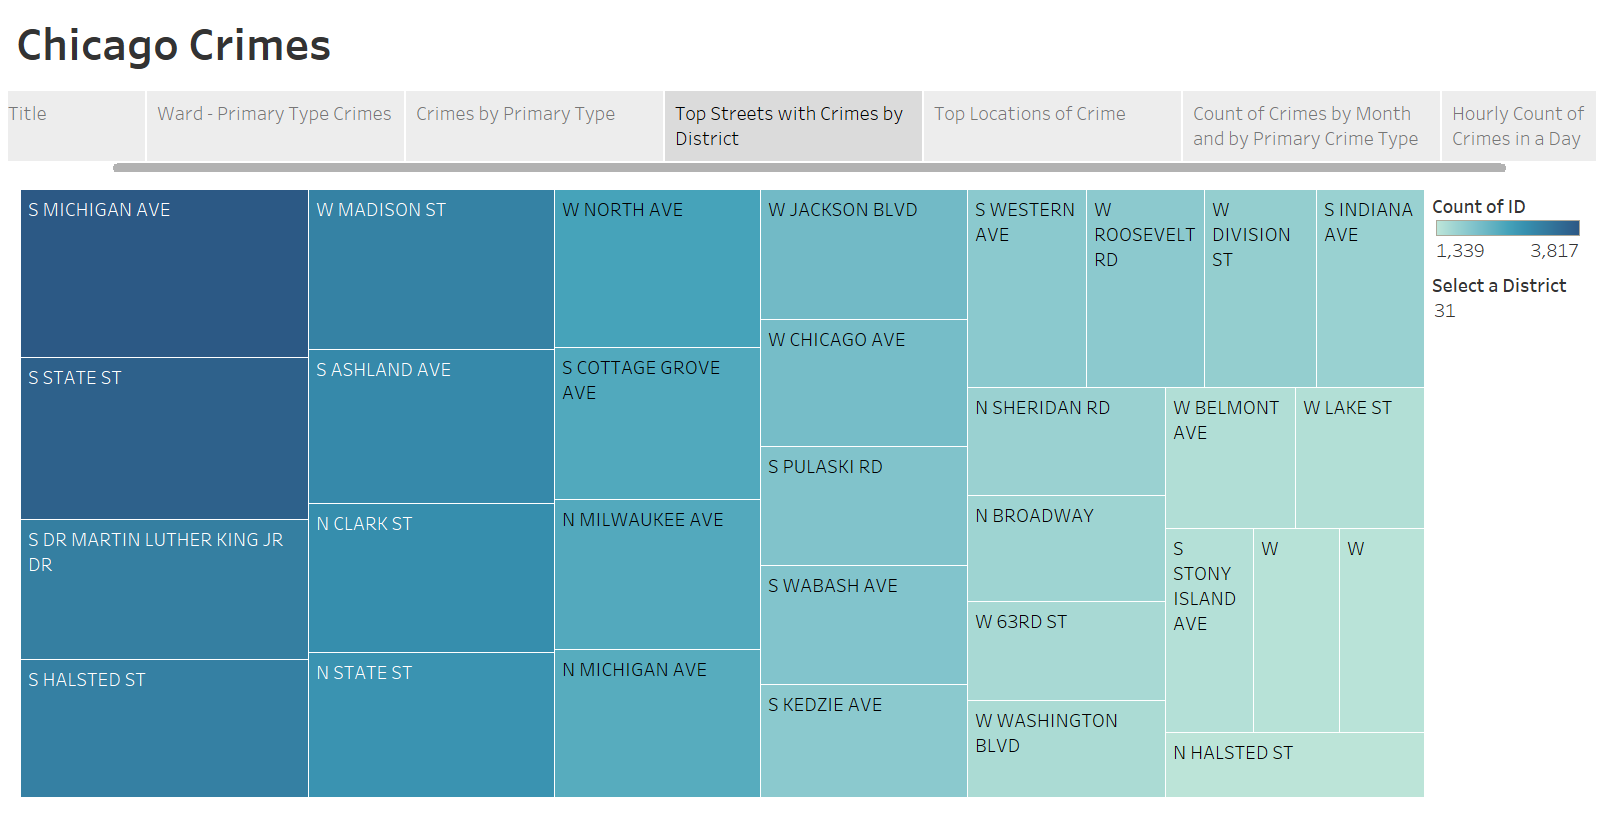 Chicago Crimes
Title
Ward - Primary Type Crimes
Crimes by Primary Type
Top Streets with Crimes by
District
Top Locations of Crime
Count of Crimes by Month
and by Primary Crime Type
Hourly Count of
Crimes in a Day
S MICHIGAN AVE
S STATE ST
S DR MARTIN LUTHER KING JR
DR
S HALSTED ST
W MADISON ST
S ASHLAND AVE
N CLARK ST
N STATE ST
W NORTH AVE
S COTTAGE GROVE
AVE
N MILWAUKEE AVE
N MICHIGAN AVE
W JACKSON BLVD
W CHICAGO AVE
S PULASKI RD
S WABASH AVE
S KEDZIE AVE
S WESTERN
AVE
W
ROOSEVELT
RD
W
DIVISION
ST
S INDIANA
AVE
N SHERIDAN RD
N BROADWAY
W 63RD ST
W WASHINGTON
BLVD
W BELMONT
AVE
W LAKE ST
S
STONY
ISLAND
AVE
W
W
N HALSTED ST
Count of ID
1,339
3,817
Select a District
31